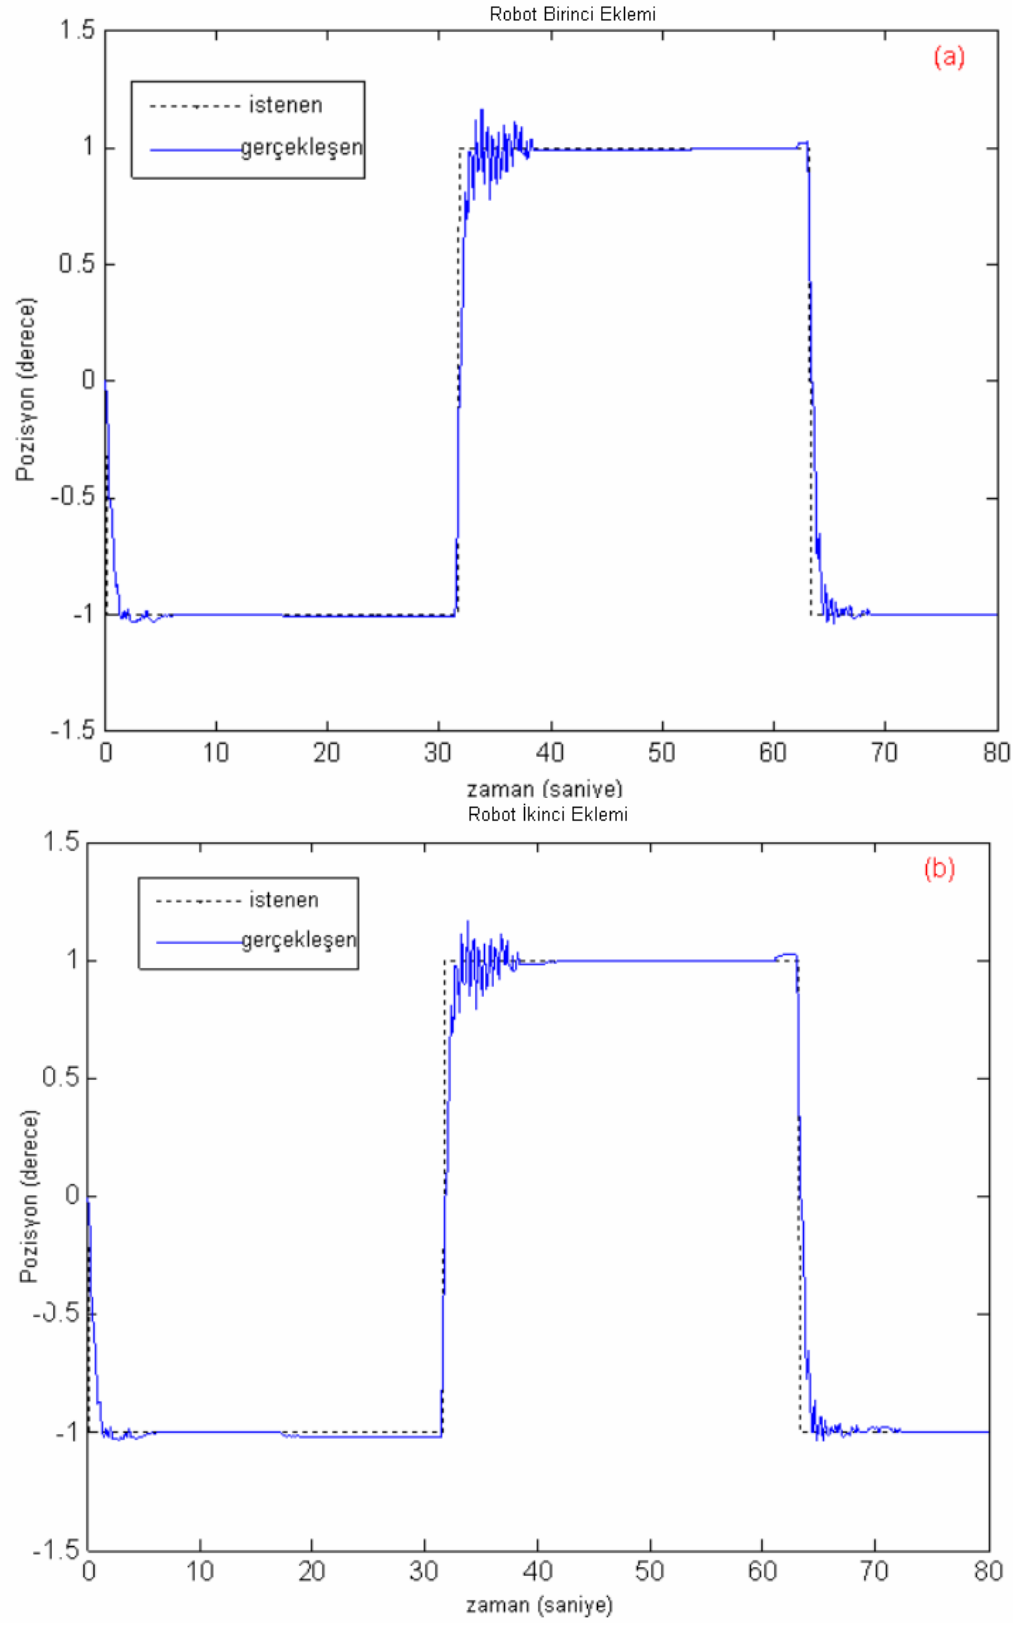 Robot Birinci Eklemi
1.5
(a)
istenen
gerçekleşen
1
0.5
Pozisyon (derece)
0
-0.5
-1
-1.5
0 10 20 30 40 50 60 70 80
zaman (saniye)
Robot İkinci Eklemi
1.5
(b)
istenen
gerçekleşen
1
0.5
Pozisyon (derece)
0
-0.5
-1
-1.5
0 10 20 30 40 50 60 70 80
zaman (saniye)